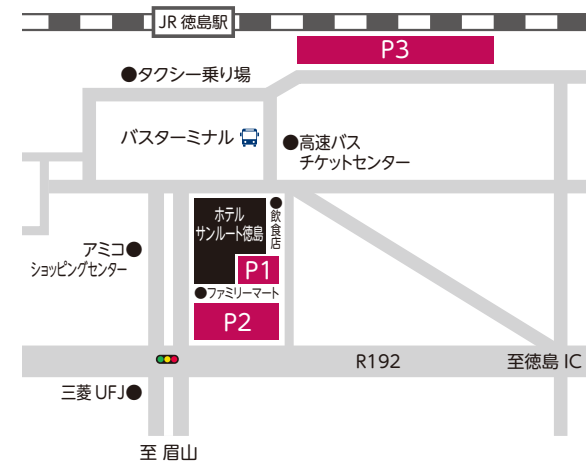 JR 徳島駅
P3
●タクシー乗り場
バスターミナル
●高速バス
チケットセンター
ホテル
サンルート徳島
●飲食店
アミコ●
ショッピングセンター
P1
●ファミリーマート
P2
R192
至徳島 IC
三菱 UFJ●
至 眉山